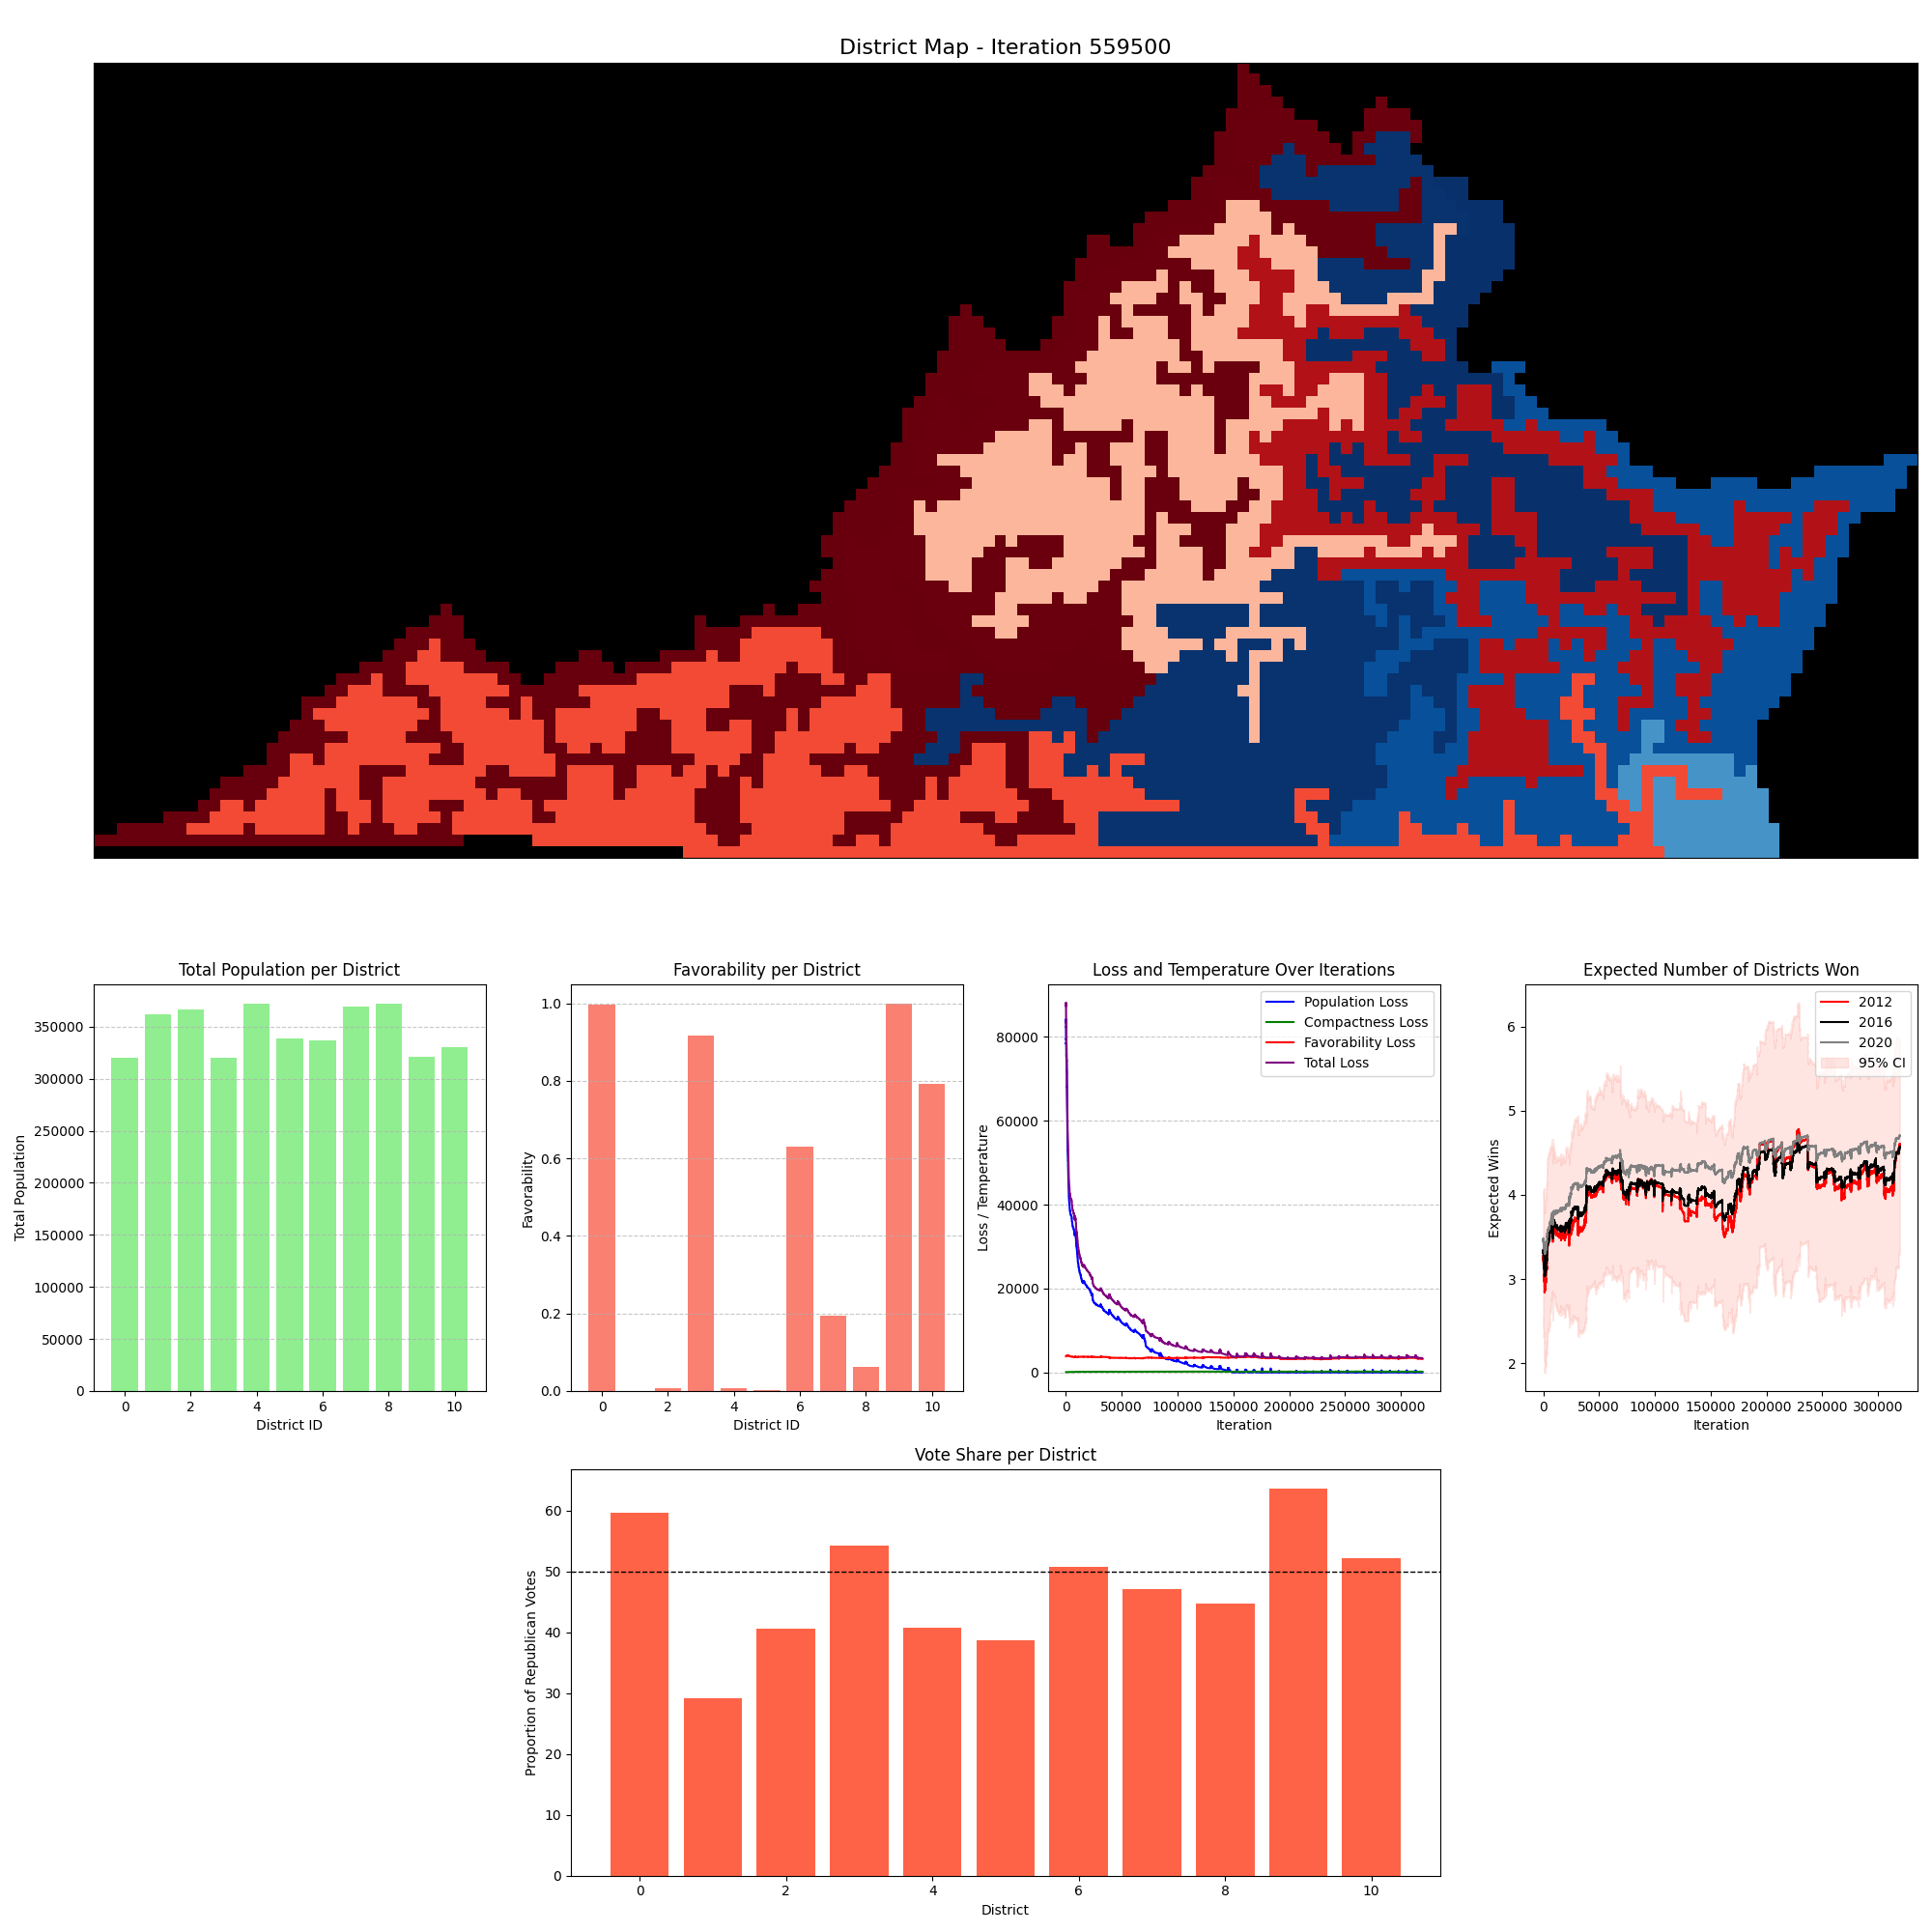 District Map - Iteration 559500
Total Population per District
Total Population
350000
300000
250000
200000
150000
100000
50000
0
0 2 4 6 8 10
District ID
Favorability per District
Favorability
1.0
0.8
0.6
0.4
0.2
0.0
0 2 4 6 8 10
District ID
Loss and Temperature Over Iterations
Loss / Temperature
80000
60000
40000
20000
0
Population Loss
Compactness Loss
Favorability Loss
Total Loss
0 50000 100000 150000 200000 250000 300000
Iteration
Expected Number of Districts Won
Expected Wins
6
5
4
3
2
2012
2016
2020
95% CI
0 50000 100000 150000 200000 250000 300000
Iteration
Vote Share per District
Proportion of Republican Votes
60
50
40
30
20
10
0
0 2 4 6 8 10
District